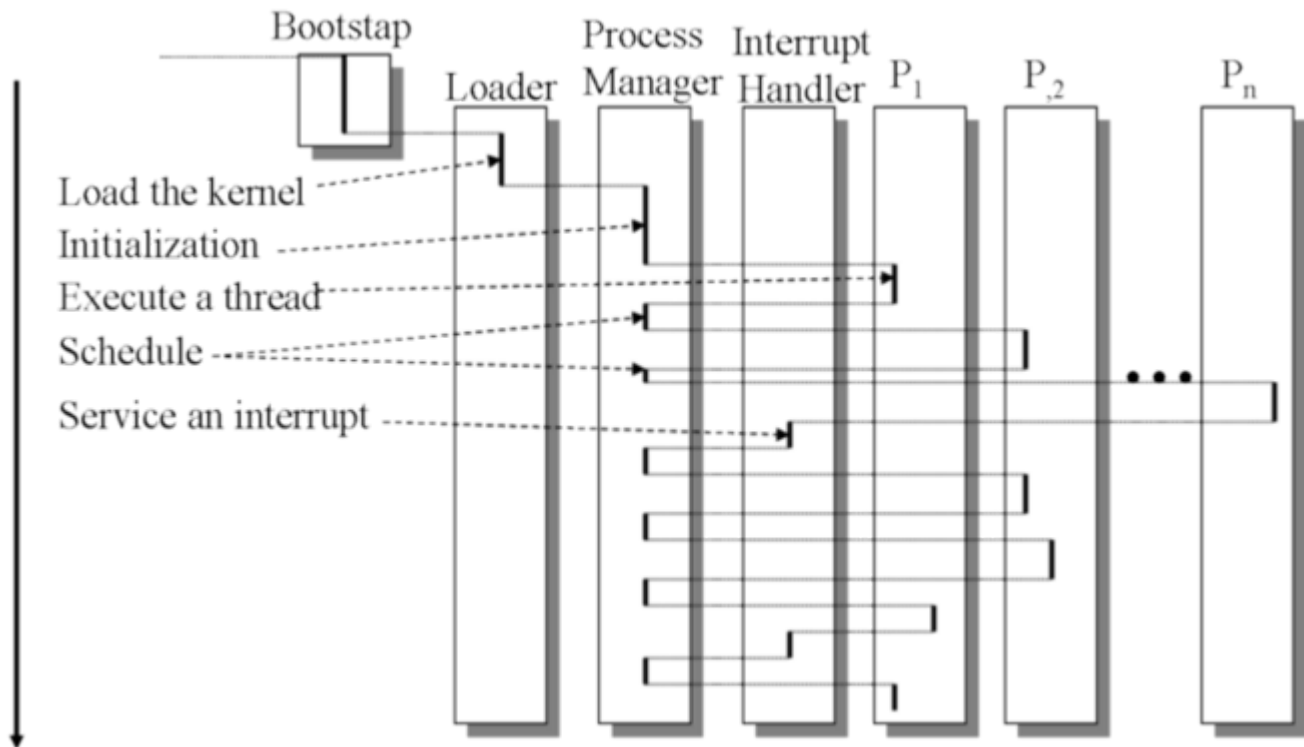 Bootstap
Loader
Process
Manager
Interrupt
Handler
P1
P,2
Pn
Load the kernel
Initialization
Execute a thread
Schedule
Service an interrupt